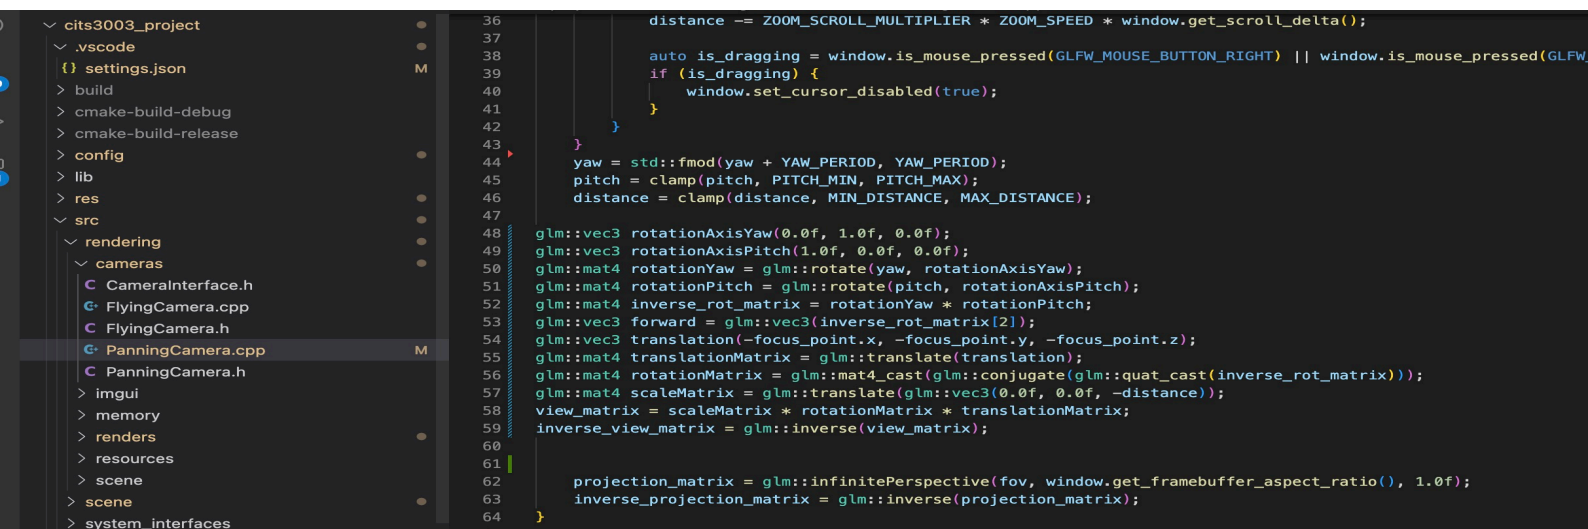 cits3003_project
.vscode
{} settings.json M
build
cmake-build-debug
cmake-build-release
config
lib
res
src
rendering
cameras
C CameraInterface.h
C+ FlyingCamera.cpp
C FlyingCamera.h
C+ PanningCamera.cpp M
C PanningCamera.h
imgui
memory
renders
resources
scene
scene
system_interfaces
36 distance -= ZOOM_SCROLL_MULTIPLIER * ZOOM_SPEED * window.get_scroll_delta();
37
38 auto is_dragging = window.is_mouse_pressed(GLFW_MOUSE_BUTTON_RIGHT) || window.is_mouse_pressed(GLFW_
39 if (is_dragging) {
40 window.set_cursor_disabled(true);
41 }
42 }
43 }
44 yaw = std::fmod(yaw + YAW_PERIOD, YAW_PERIOD);
45 pitch = clamp(pitch, PITCH_MIN, PITCH_MAX);
46 distance = clamp(distance, MIN_DISTANCE, MAX_DISTANCE);
47
48 glm::vec3 rotationAxisYaw(0.0f, 1.0f, 0.0f);
49 glm::vec3 rotationAxisPitch(1.0f, 0.0f, 0.0f);
50 glm::mat4 rotationYaw = glm::rotate(yaw, rotationAxisYaw);
51 glm::mat4 rotationPitch = glm::rotate(pitch, rotationAxisPitch);
52 glm::mat4 inverse_rot_matrix = rotationYaw * rotationPitch;
53 glm::vec3 forward = glm::vec3(inverse_rot_matrix[2]);
54 glm::vec3 translation(-focus_point.x, -focus_point.y, -focus_point.z);
55 glm::mat4 translationMatrix = glm::translate(translation);
56 glm::mat4 rotationMatrix = glm::mat4_cast(glm::conjugate(glm::quat_cast(inverse_rot_matrix)));
57 glm::mat4 scaleMatrix = glm::translate(glm::vec3(0.0f, 0.0f, -distance));
58 view_matrix = scaleMatrix * rotationMatrix * translationMatrix;
59 inverse_view_matrix = glm::inverse(view_matrix);
60
61
62 projection_matrix = glm::infinitePerspective(fov, window.get_framebuffer_aspect_ratio(), 1.0f);
63 inverse_projection_matrix = glm::inverse(projection_matrix);
64 }